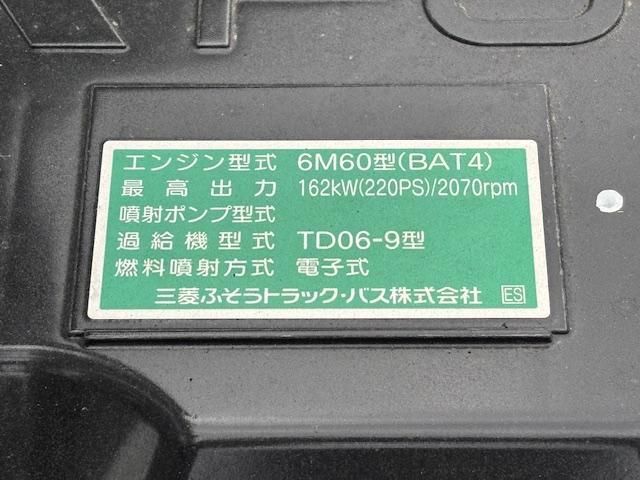 エンジン型式 6M60型(BAT4)
最高出力 162kW(220PS)/2070rpm
噴射ポンプ型式
過給機型式 TD06-9型
燃料噴射方式 電子式
三菱ふそうトラック・バス株式会社 ES